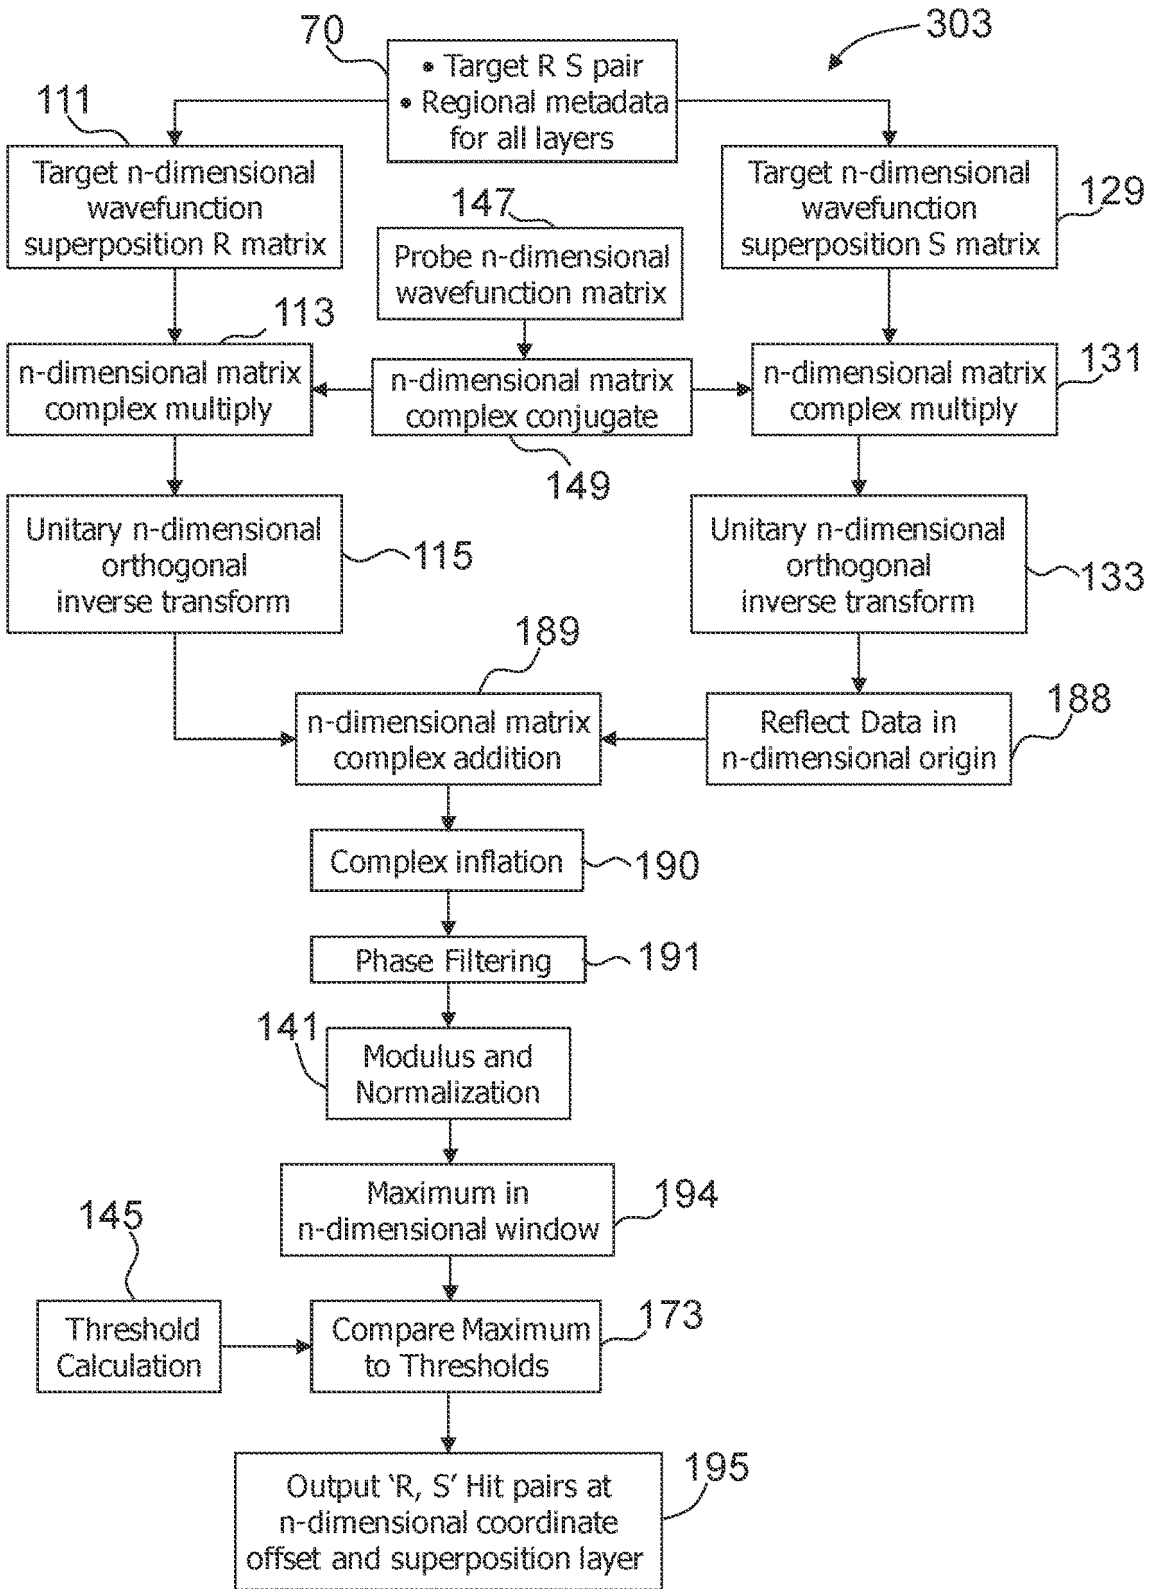 70
303
• Target R S pair
• Regional metadata
for all layers
111
Target n-dimensional
wavefunction
superposition R matrix
147
Probe n-dimensional
wavefunction matrix
Target n-dimensional
wavefunction
superposition S matrix
129
113
n-dimensional matrix
complex multiply
n-dimensional matrix
complex conjugate
149
n-dimensional matrix
complex multiply
131
Unitary n-dimensional
orthogonal
inverse transform
115
Unitary n-dimensional
orthogonal
inverse transform
133
189
n-dimensional matrix
complex addition
Reflect Data in
n-dimensional origin
188
Complex inflation
190
Phase Filtering
191
141
Modulus and
Normalization
Maximum in
n-dimensional window
194
145
Threshold
Calculation
Compare Maximum
to Thresholds
173
Output ‘R, S’ Hit pairs at
n-dimensional coordinate
offset and superposition layer
195